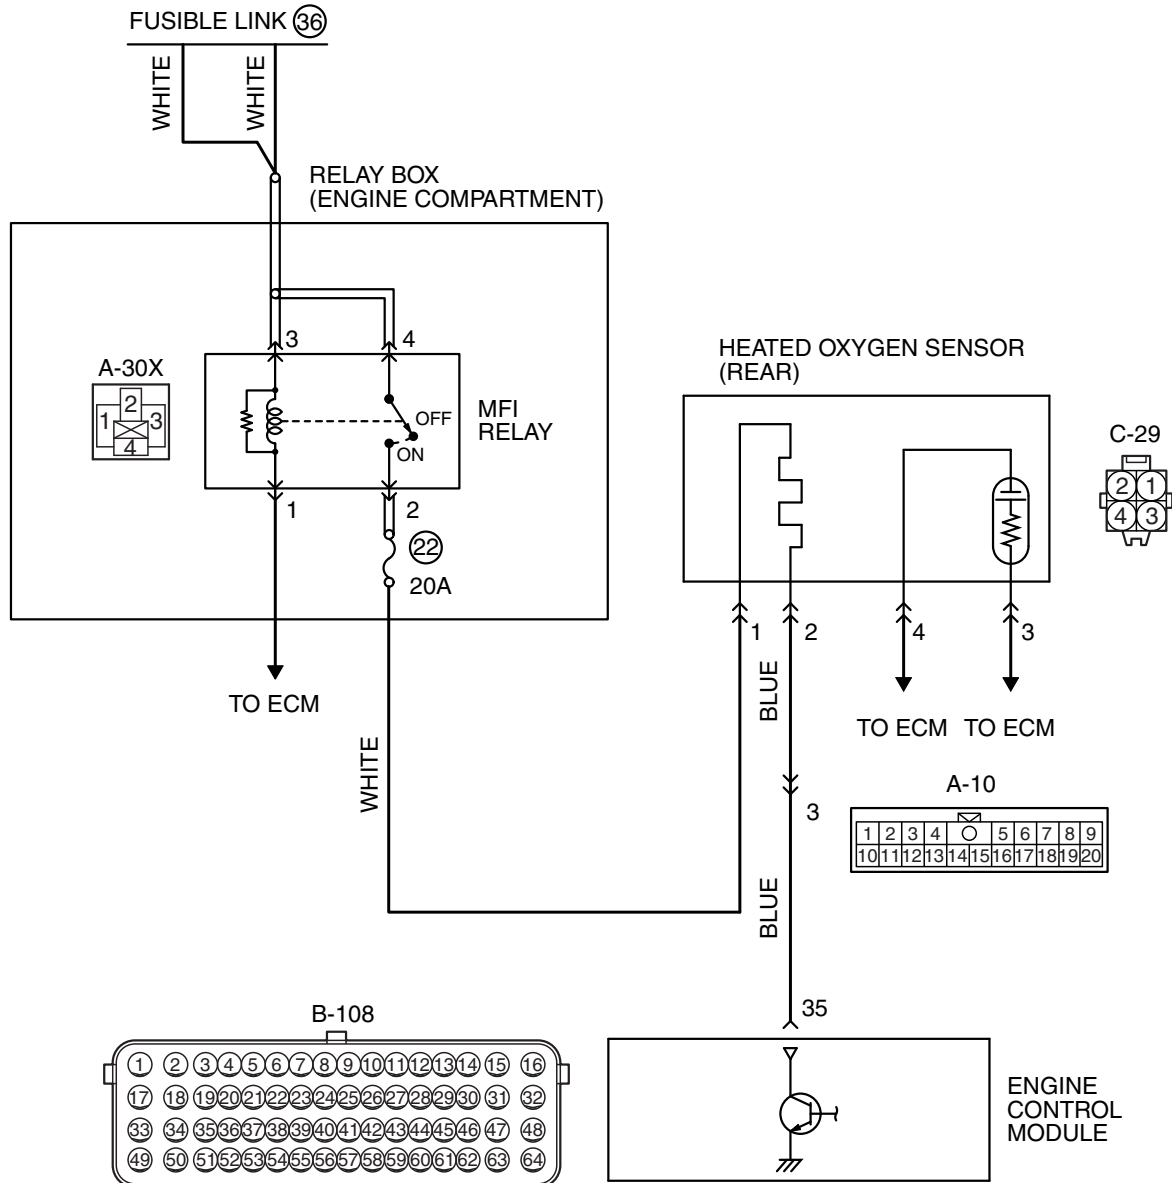 FUSIBLE LINK 36
WHITE
WHITE
RELAY BOX
(ENGINE COMPARTMENT)
3
4
A-30X
2
1
3
4
OFF
ON
MFI
RELAY
1
2
22
20A
TO ECM
WHITE
HEATED OXYGEN SENSOR
(REAR)
C-29
2 1
4 3
1
2
4
3
BLUE
TO ECM TO ECM
A-10
3
1 2 3 4 5 6 7 8 9
10 11 12 13 14 15 16 17 18 19 20
BLUE
35
B-108
1 2 3 4 5 6 7 8 9 10 11 12 13 14 15 16
17 18 19 20 21 22 23 24 25 26 27 28 29 30 31 32
33 34 35 36 37 38 39 40 41 42 43 44 45 46 47 48
49 50 51 52 53 54 55 56 57 58 59 60 61 62 63 64
ENGINE
CONTROL
MODULE